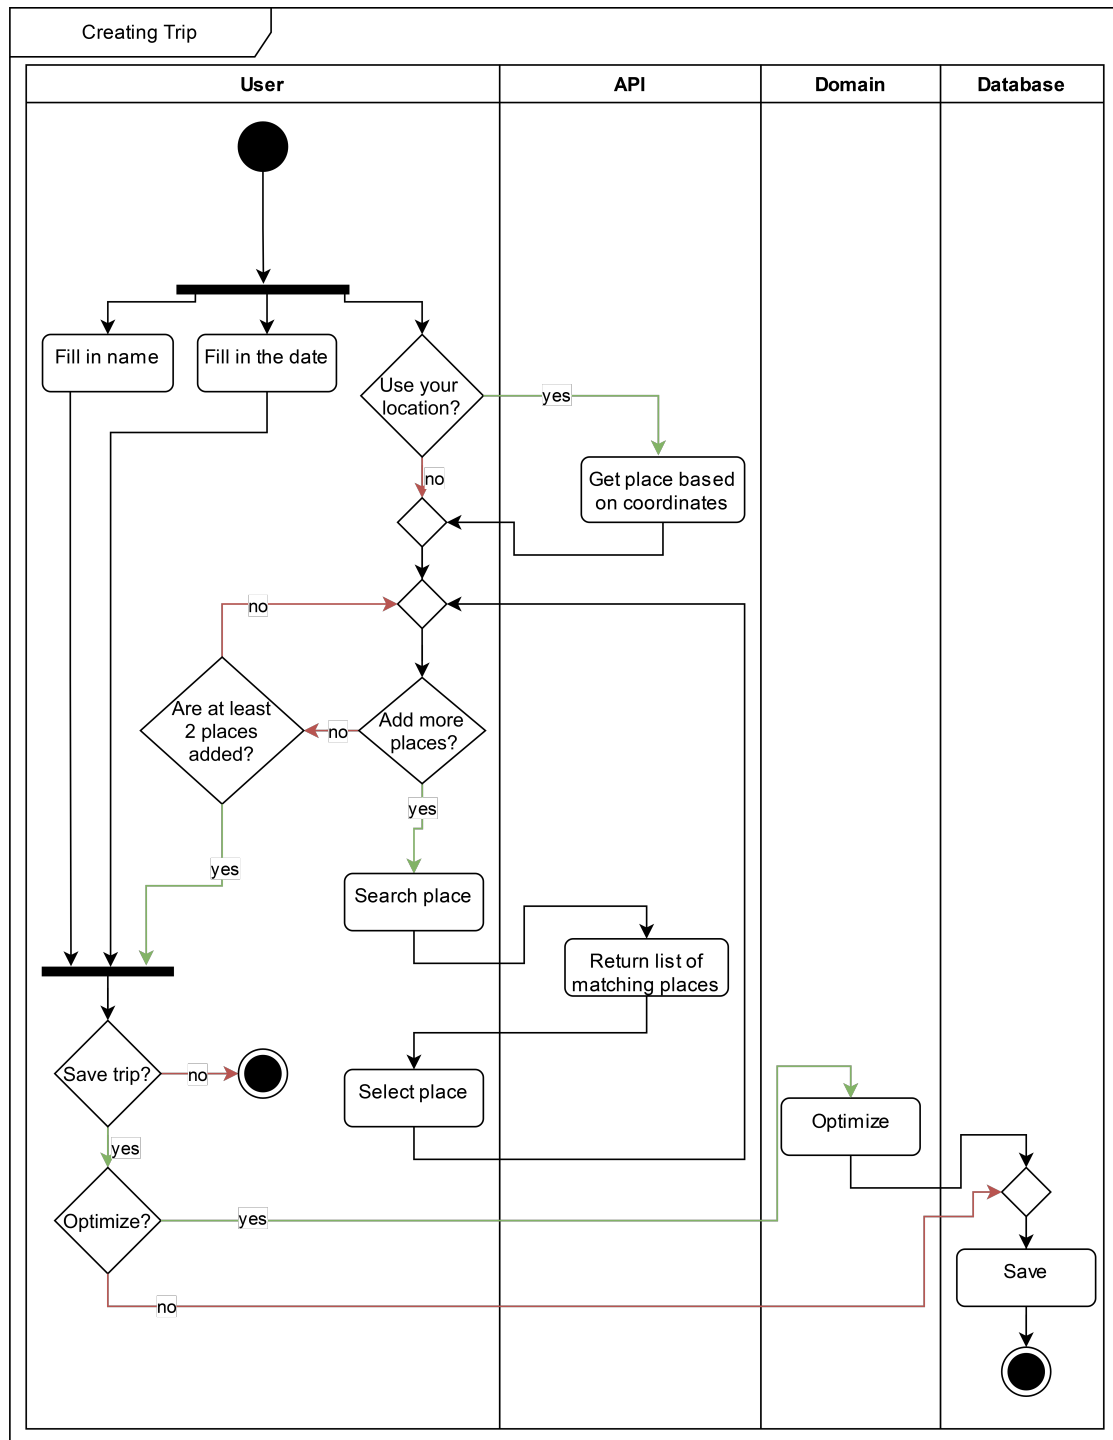 Creating Trip
User
API
Domain
Database
Fill in name
Fill in the date
Use your
location?
yes
no
Get place based
on coordinates
no
Are at least
2 places
added?
no
Add more
places?
yes
yes
Search place
Return list of
matching places
Save trip?
no
Select place
yes
Optimize
Optimize?
yes
no
Save